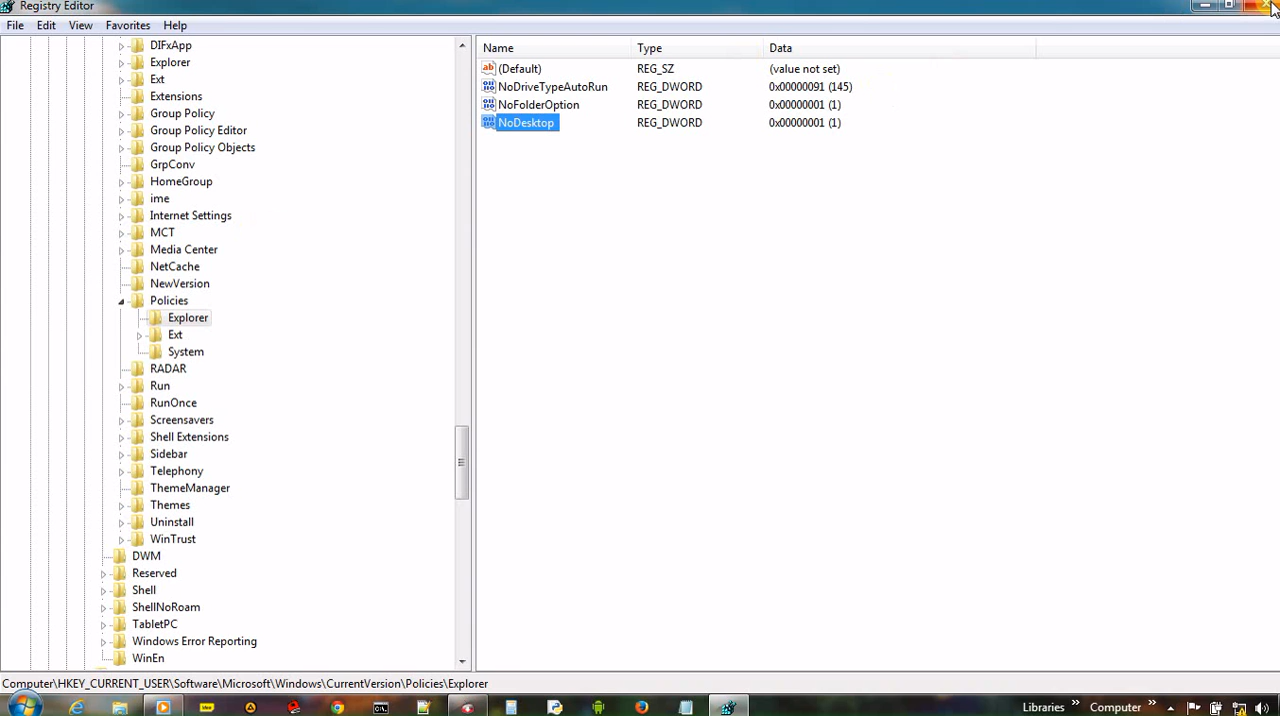 Registry Editor
File Edit View Favorites Help
DIFxApp
Explorer
Ext
Extensions
Group Policy
Group Policy Editor
Group Policy Objects
GrpConv
HomeGroup
ime
Internet Settings
MCT
Media Center
NetCache
NewVersion
Policies
Explorer
Ext
System
RADAR
Run
RunOnce
Screensavers
Shell Extensions
Sidebar
Telephony
ThemeManager
Themes
Uninstall
WinTrust
DWM
Reserved
Shell
ShellNoRoam
TabletPC
Windows Error Reporting
WinEn
Name Type Data
(Default) REG_SZ (value not set)
NoDriveTypeAutoRun REG_DWORD 0x00000091 (145)
NoFolderOption REG_DWORD 0x00000001 (1)
NoDesktop REG_DWORD 0x00000001 (1)
Computer\HKEY_CURRENT_USER\Software\Microsoft\Windows\CurrentVersion\Policies\Explorer
Libraries » Computer »